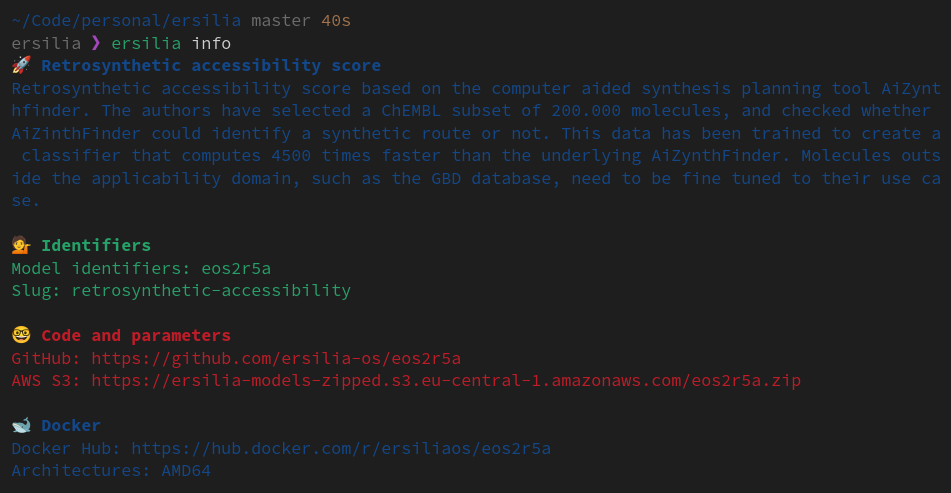 ~/Code/personal/ersilia master 40s
ersilia ❯ ersilia info
🚀 Retrosynthetic accessibility score
Retrosynthetic accessibility score based on the computer aided synthesis planning tool AiZynt
hfinder. The authors have selected a ChEMBL subset of 200.000 molecules, and checked whether
AiZinthFinder could identify a synthetic route or not. This data has been trained to create a
 classifier that computes 4500 times faster than the underlying AiZynthFinder. Molecules outs
ide the applicability domain, such as the GBD database, need to be fine tuned to their use ca
se.
💁 Identifiers
Model identifiers: eos2r5a
Slug: retrosynthetic-accessibility
🤓 Code and parameters
GitHub: https://github.com/ersilia-os/eos2r5a
AWS S3: https://ersilia-models-zipped.s3.eu-central-1.amazonaws.com/eos2r5a.zip
🐋 Docker
Docker Hub: https://hub.docker.com/r/ersiliaos/eos2r5a
Architectures: AMD64